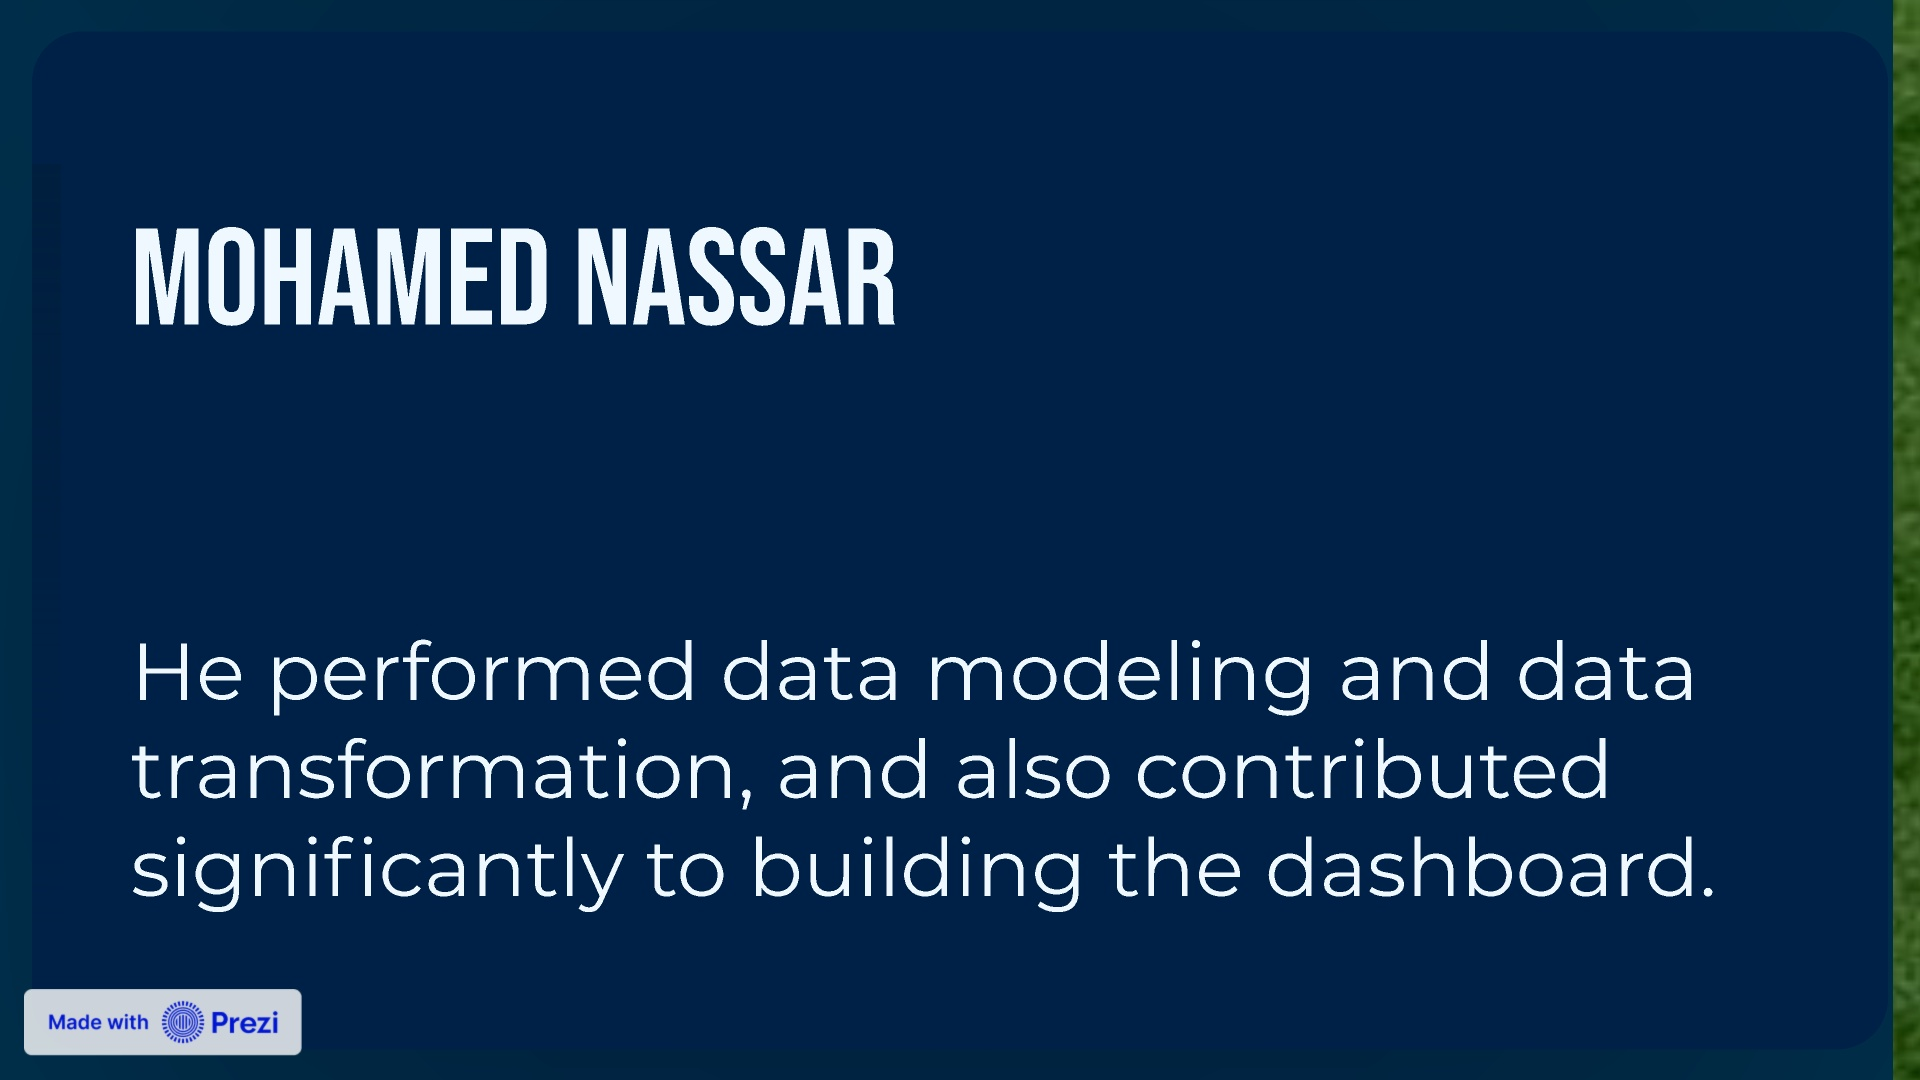 MOHAMED NASSAR
He performed data modeling and data
transformation, and also contributed
significantly to building the dashboard.
Made with Prezi